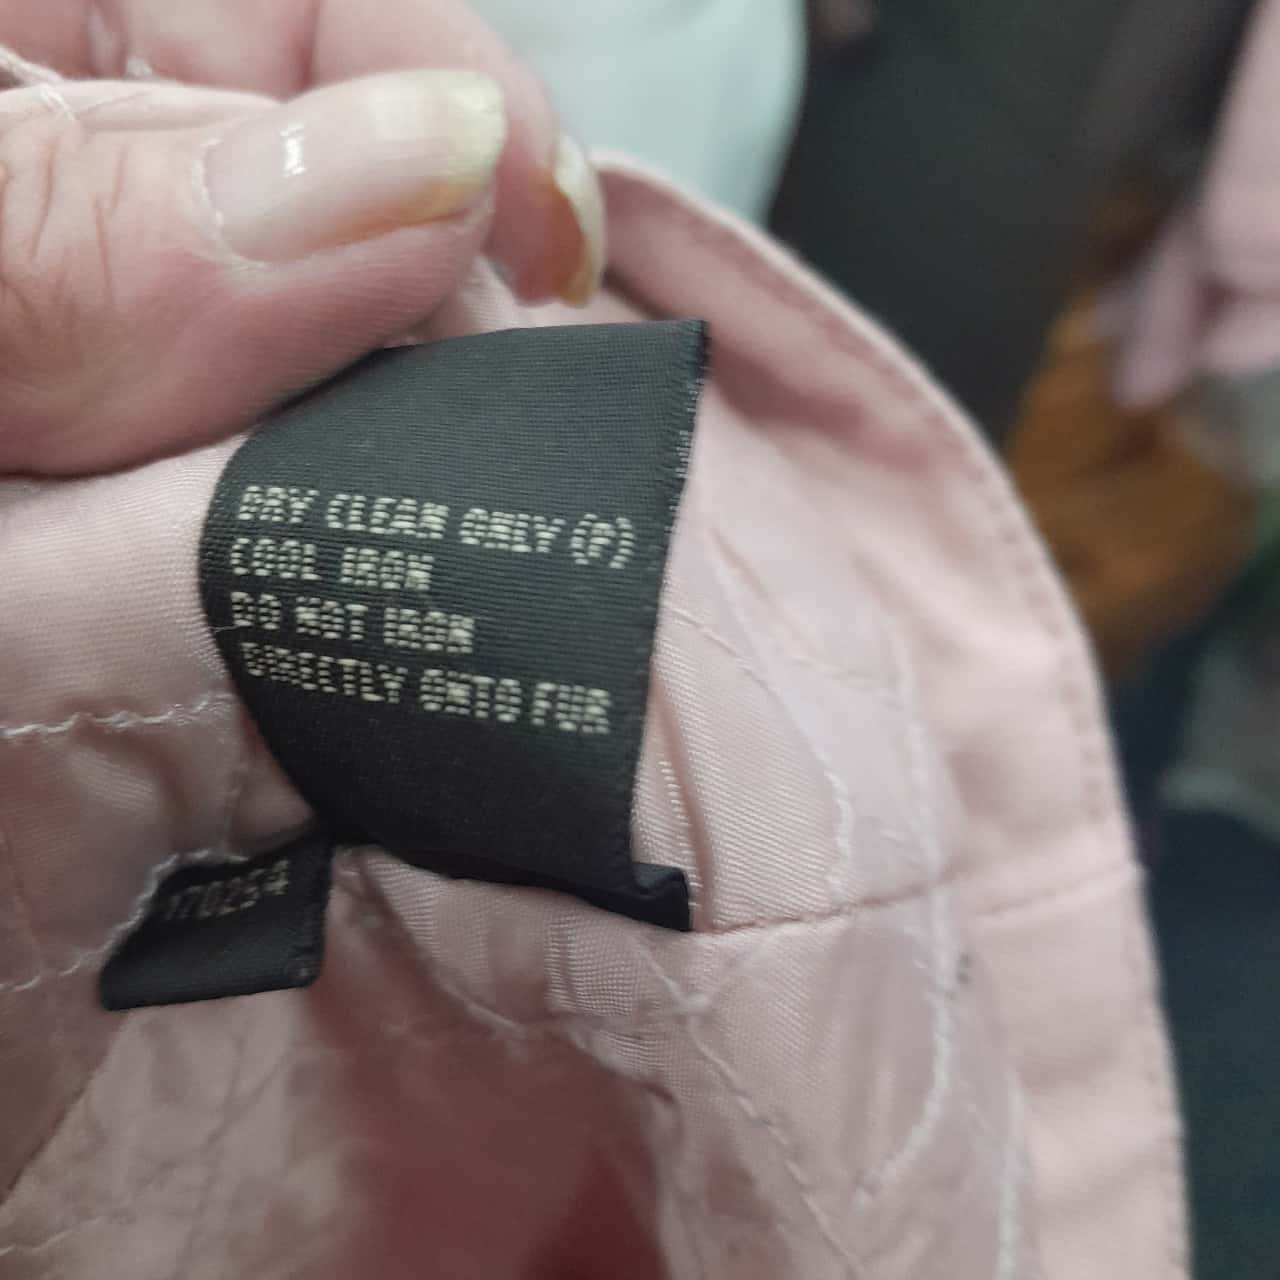 DRY CLEAN ONLY (P)
COOL IRON
DO NOT IRON
DIRECTLY ONTO FUR
170254